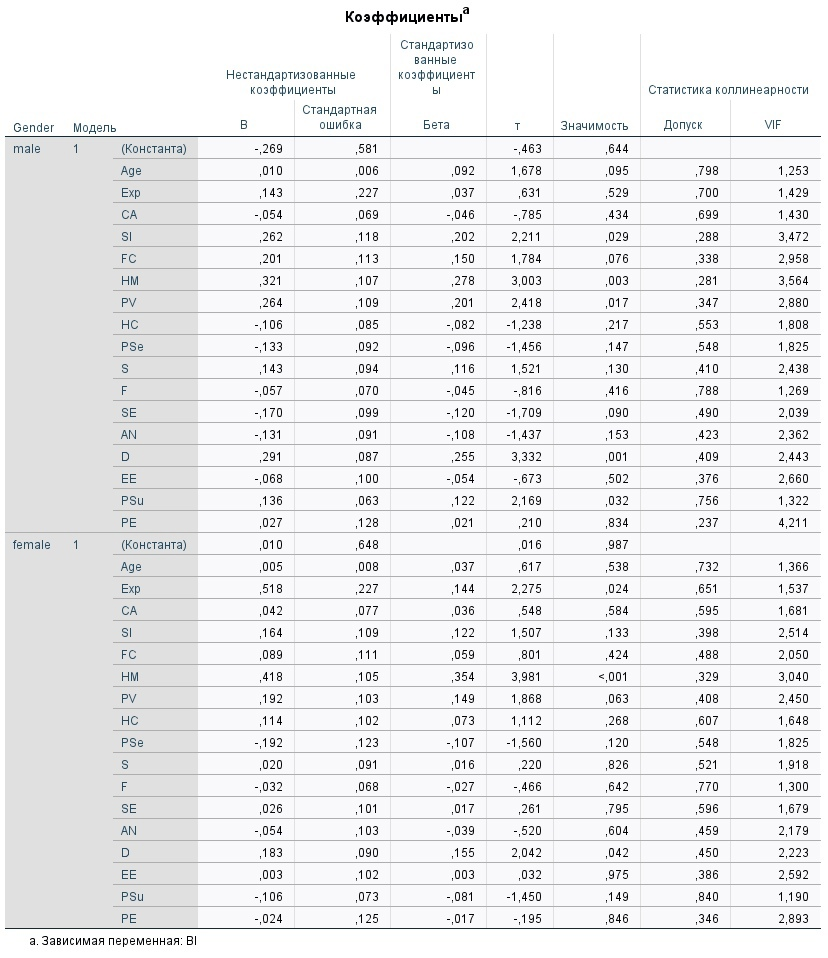 Коэффициентыa
Стандартизо
ванные
коэффициент
ы
Нестандартизованные
коэффициенты
Статистика коллинеарности
Gender Модель B Стандартная ошибка Бета т Значимость Допуск VIF
male 1 (Константа) -,269 ,581 -,463 ,644
Age ,010 ,006 ,092 1,678 ,095 ,798 1,253
Exp ,143 ,227 ,037 ,631 ,529 ,700 1,429
CA -,054 ,069 -,046 -,785 ,434 ,699 1,430
SI ,262 ,118 ,202 2,211 ,029 ,288 3,472
FC ,201 ,113 ,150 1,784 ,076 ,338 2,958
HM ,321 ,107 ,278 3,003 ,003 ,281 3,564
PV ,264 ,109 ,201 2,418 ,017 ,347 2,880
HC -,106 ,085 -,082 -1,238 ,217 ,553 1,808
PSe -,133 ,092 -,096 -1,456 ,147 ,548 1,825
S ,143 ,094 ,116 1,521 ,130 ,410 2,438
F -,057 ,070 -,045 -,816 ,416 ,788 1,269
SE -,170 ,099 -,120 -1,709 ,090 ,490 2,039
AN -,131 ,091 -,108 -1,437 ,153 ,423 2,362
D ,291 ,087 ,255 3,332 ,001 ,409 2,443
EE -,068 ,100 -,054 -,673 ,502 ,376 2,660
PSu ,136 ,063 ,122 2,169 ,032 ,756 1,322
PE ,027 ,128 ,021 ,210 ,834 ,237 4,211
female 1 (Константа) ,010 ,648 ,016 ,987
Age ,005 ,008 ,037 ,617 ,538 ,732 1,366
Exp ,518 ,227 ,144 2,275 ,024 ,651 1,537
CA ,042 ,077 ,036 ,548 ,584 ,595 1,681
SI ,164 ,109 ,122 1,507 ,133 ,398 2,514
FC ,089 ,111 ,059 ,801 ,424 ,488 2,050
HM ,418 ,105 ,354 3,981 <,001 ,329 3,040
PV ,192 ,103 ,149 1,868 ,063 ,408 2,450
HC ,114 ,102 ,073 1,112 ,268 ,607 1,648
PSe -,192 ,123 -,107 -1,560 ,120 ,548 1,825
S ,020 ,091 ,016 ,220 ,826 ,521 1,918
F -,032 ,068 -,027 -,466 ,642 ,770 1,300
SE ,026 ,101 ,017 ,261 ,795 ,596 1,679
AN -,054 ,103 -,039 -,520 ,604 ,459 2,179
D ,183 ,090 ,155 2,042 ,042 ,450 2,223
EE ,003 ,102 ,003 ,032 ,975 ,386 2,592
PSu -,106 ,073 -,081 -1,450 ,149 ,840 1,190
PE -,024 ,125 -,017 -,195 ,846 ,346 2,893
a. Зависимая переменная: BI